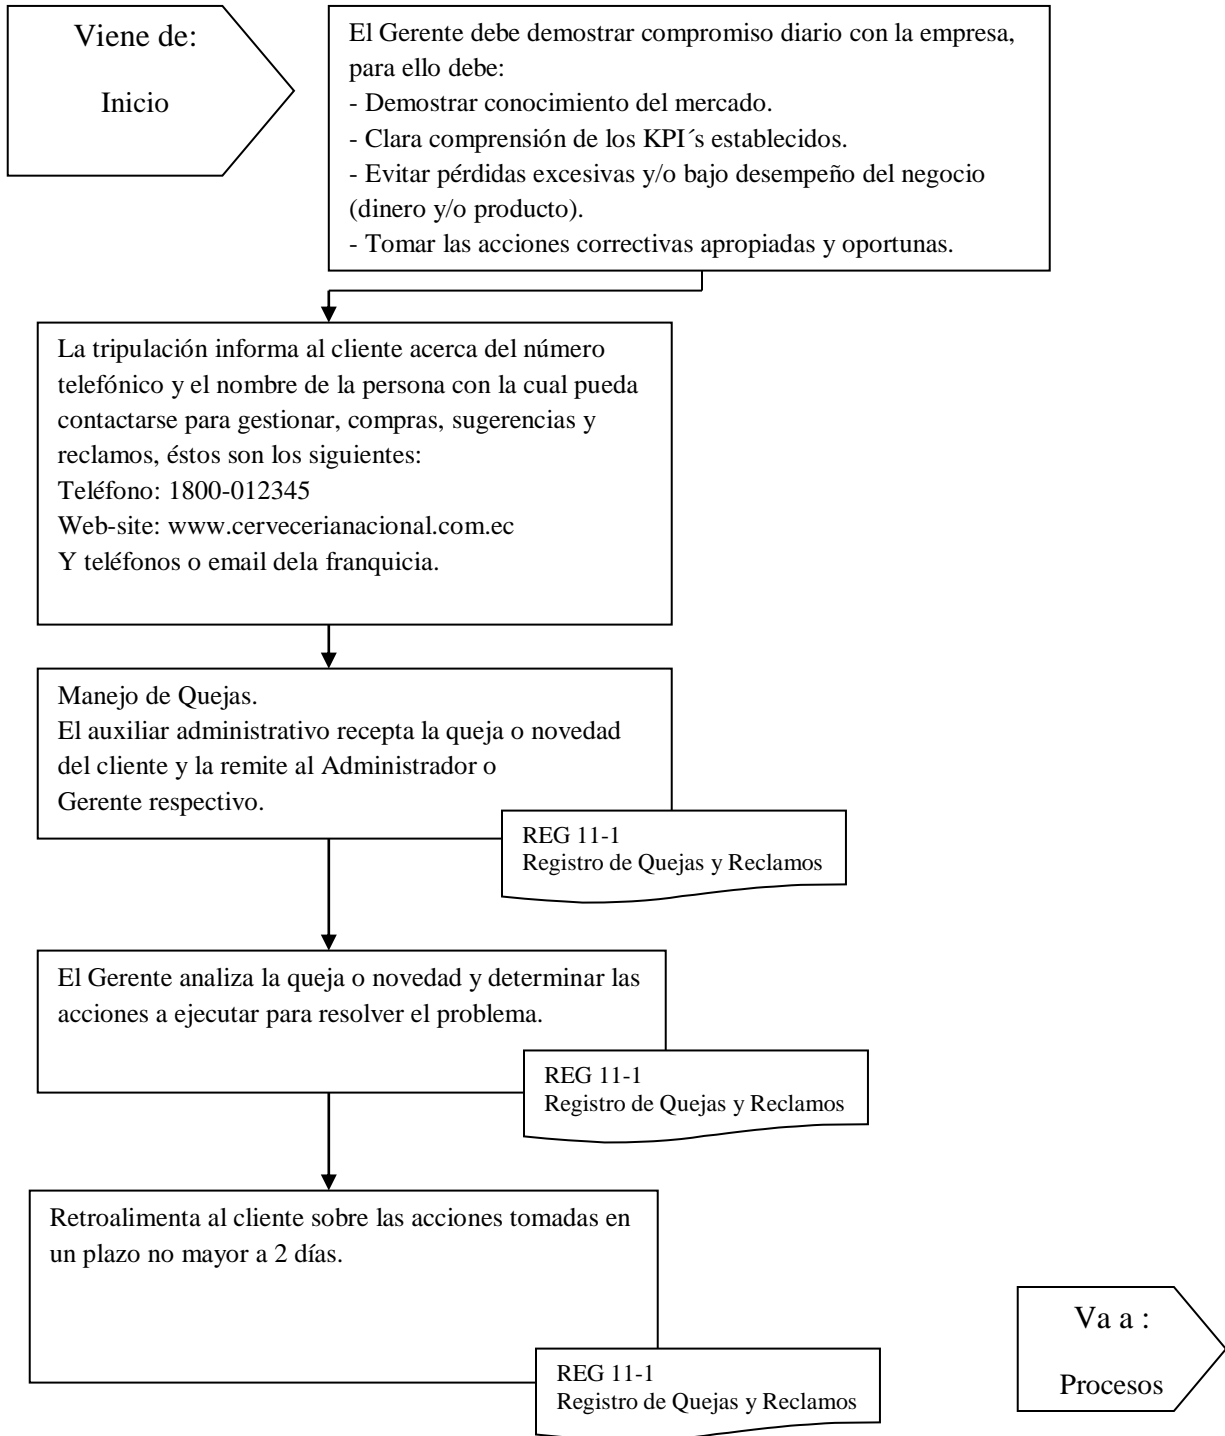 Viene de:
Inicio
El Gerente debe demostrar compromiso diario con la empresa,
para ello debe:
- Demostrar conocimiento del mercado.
- Clara comprensión de los KPI´s establecidos.
- Evitar pérdidas excesivas y/o bajo desempeño del negocio
(dinero y/o producto).
- Tomar las acciones correctivas apropiadas y oportunas.
La tripulación informa al cliente acerca del número
telefónico y el nombre de la persona con la cual pueda
contactarse para gestionar, compras, sugerencias y
reclamos, éstos son los siguientes:
Teléfono: 1800-012345
Web-site: www.cervecerianacional.com.ec
Y teléfonos o email dela franquicia.
Manejo de Quejas.
El auxiliar administrativo recepta la queja o novedad
del cliente y la remite al Administrador o
Gerente respectivo.
REG 11-1
Registro de Quejas y Reclamos
El Gerente analiza la queja o novedad y determinar las
acciones a ejecutar para resolver el problema.
REG 11-1
Registro de Quejas y Reclamos
Retroalimenta al cliente sobre las acciones tomadas en
un plazo no mayor a 2 días.
REG 11-1
Registro de Quejas y Reclamos
Va a :
Procesos